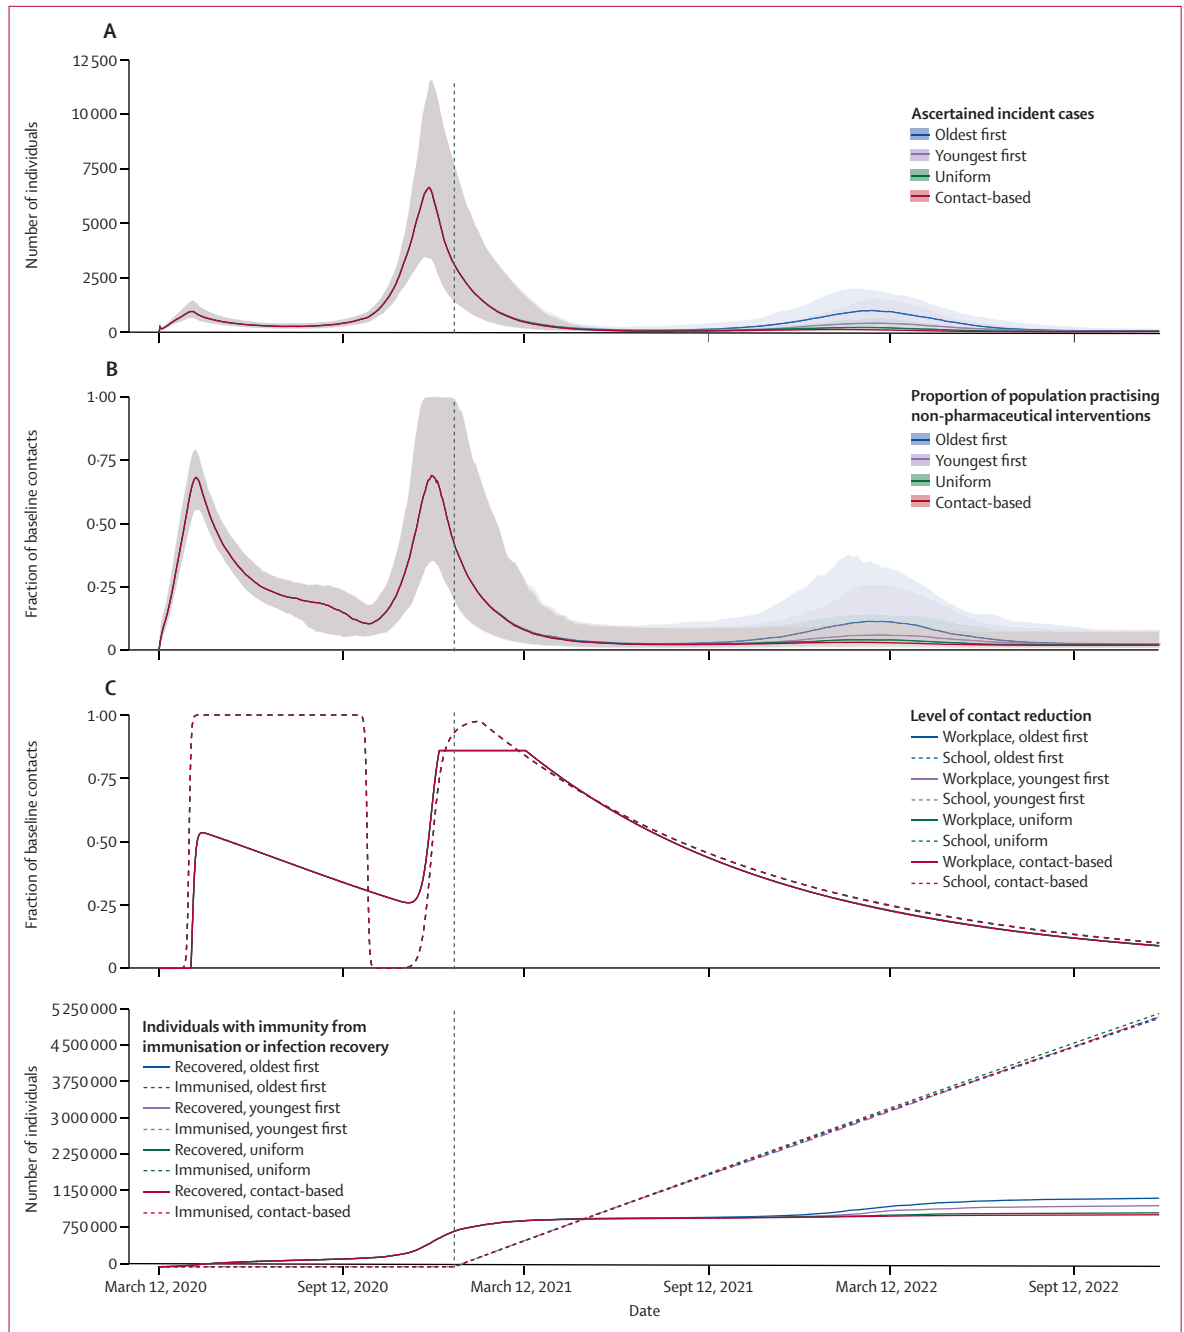 A
12 500
10 000
7500
5000
2500
0
Number of individuals
Ascertained incident cases
Oldest first
Youngest first
Uniform
Contact-based
B
1·00
0·75
0·50
0·25
0
Fraction of baseline contacts
Proportion of population practising
non-pharmaceutical interventions
Oldest first
Youngest first
Uniform
Contact-based
C
1·00
0·75
0·50
0·25
0
Fraction of baseline contacts
Level of contact reduction
Workplace, oldest first
School, oldest first
Workplace, youngest first
School, youngest first
Workplace, uniform
School, uniform
Workplace, contact-based
School, contact-based
5 250 000
4 500 000
3 750 000
3 000 000
2 250 000
1 150 000
750 000
0
Number of individuals
Individuals with immunity from
immunisation or infection recovery
Recovered, oldest first
Immunised, oldest first
Recovered, youngest first
Immunised, youngest first
Recovered, uniform
Immunised, uniform
Recovered, contact-based
Immunised, contact-based
March 12, 2020
Sept 12, 2020
March 12, 2021
Sept 12, 2021
March 12, 2022
Sept 12, 2022
Date